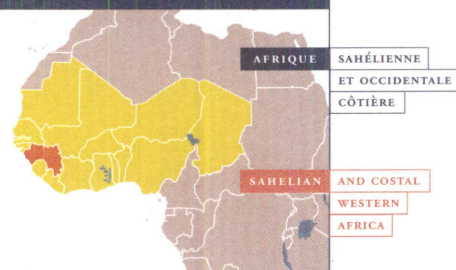 AFRIQUE SAHÉLIENNE
ET OCCIDENTALE
CÔTIÈRE
SAHELIAN AND COSTAL
WESTERN
AFRICA